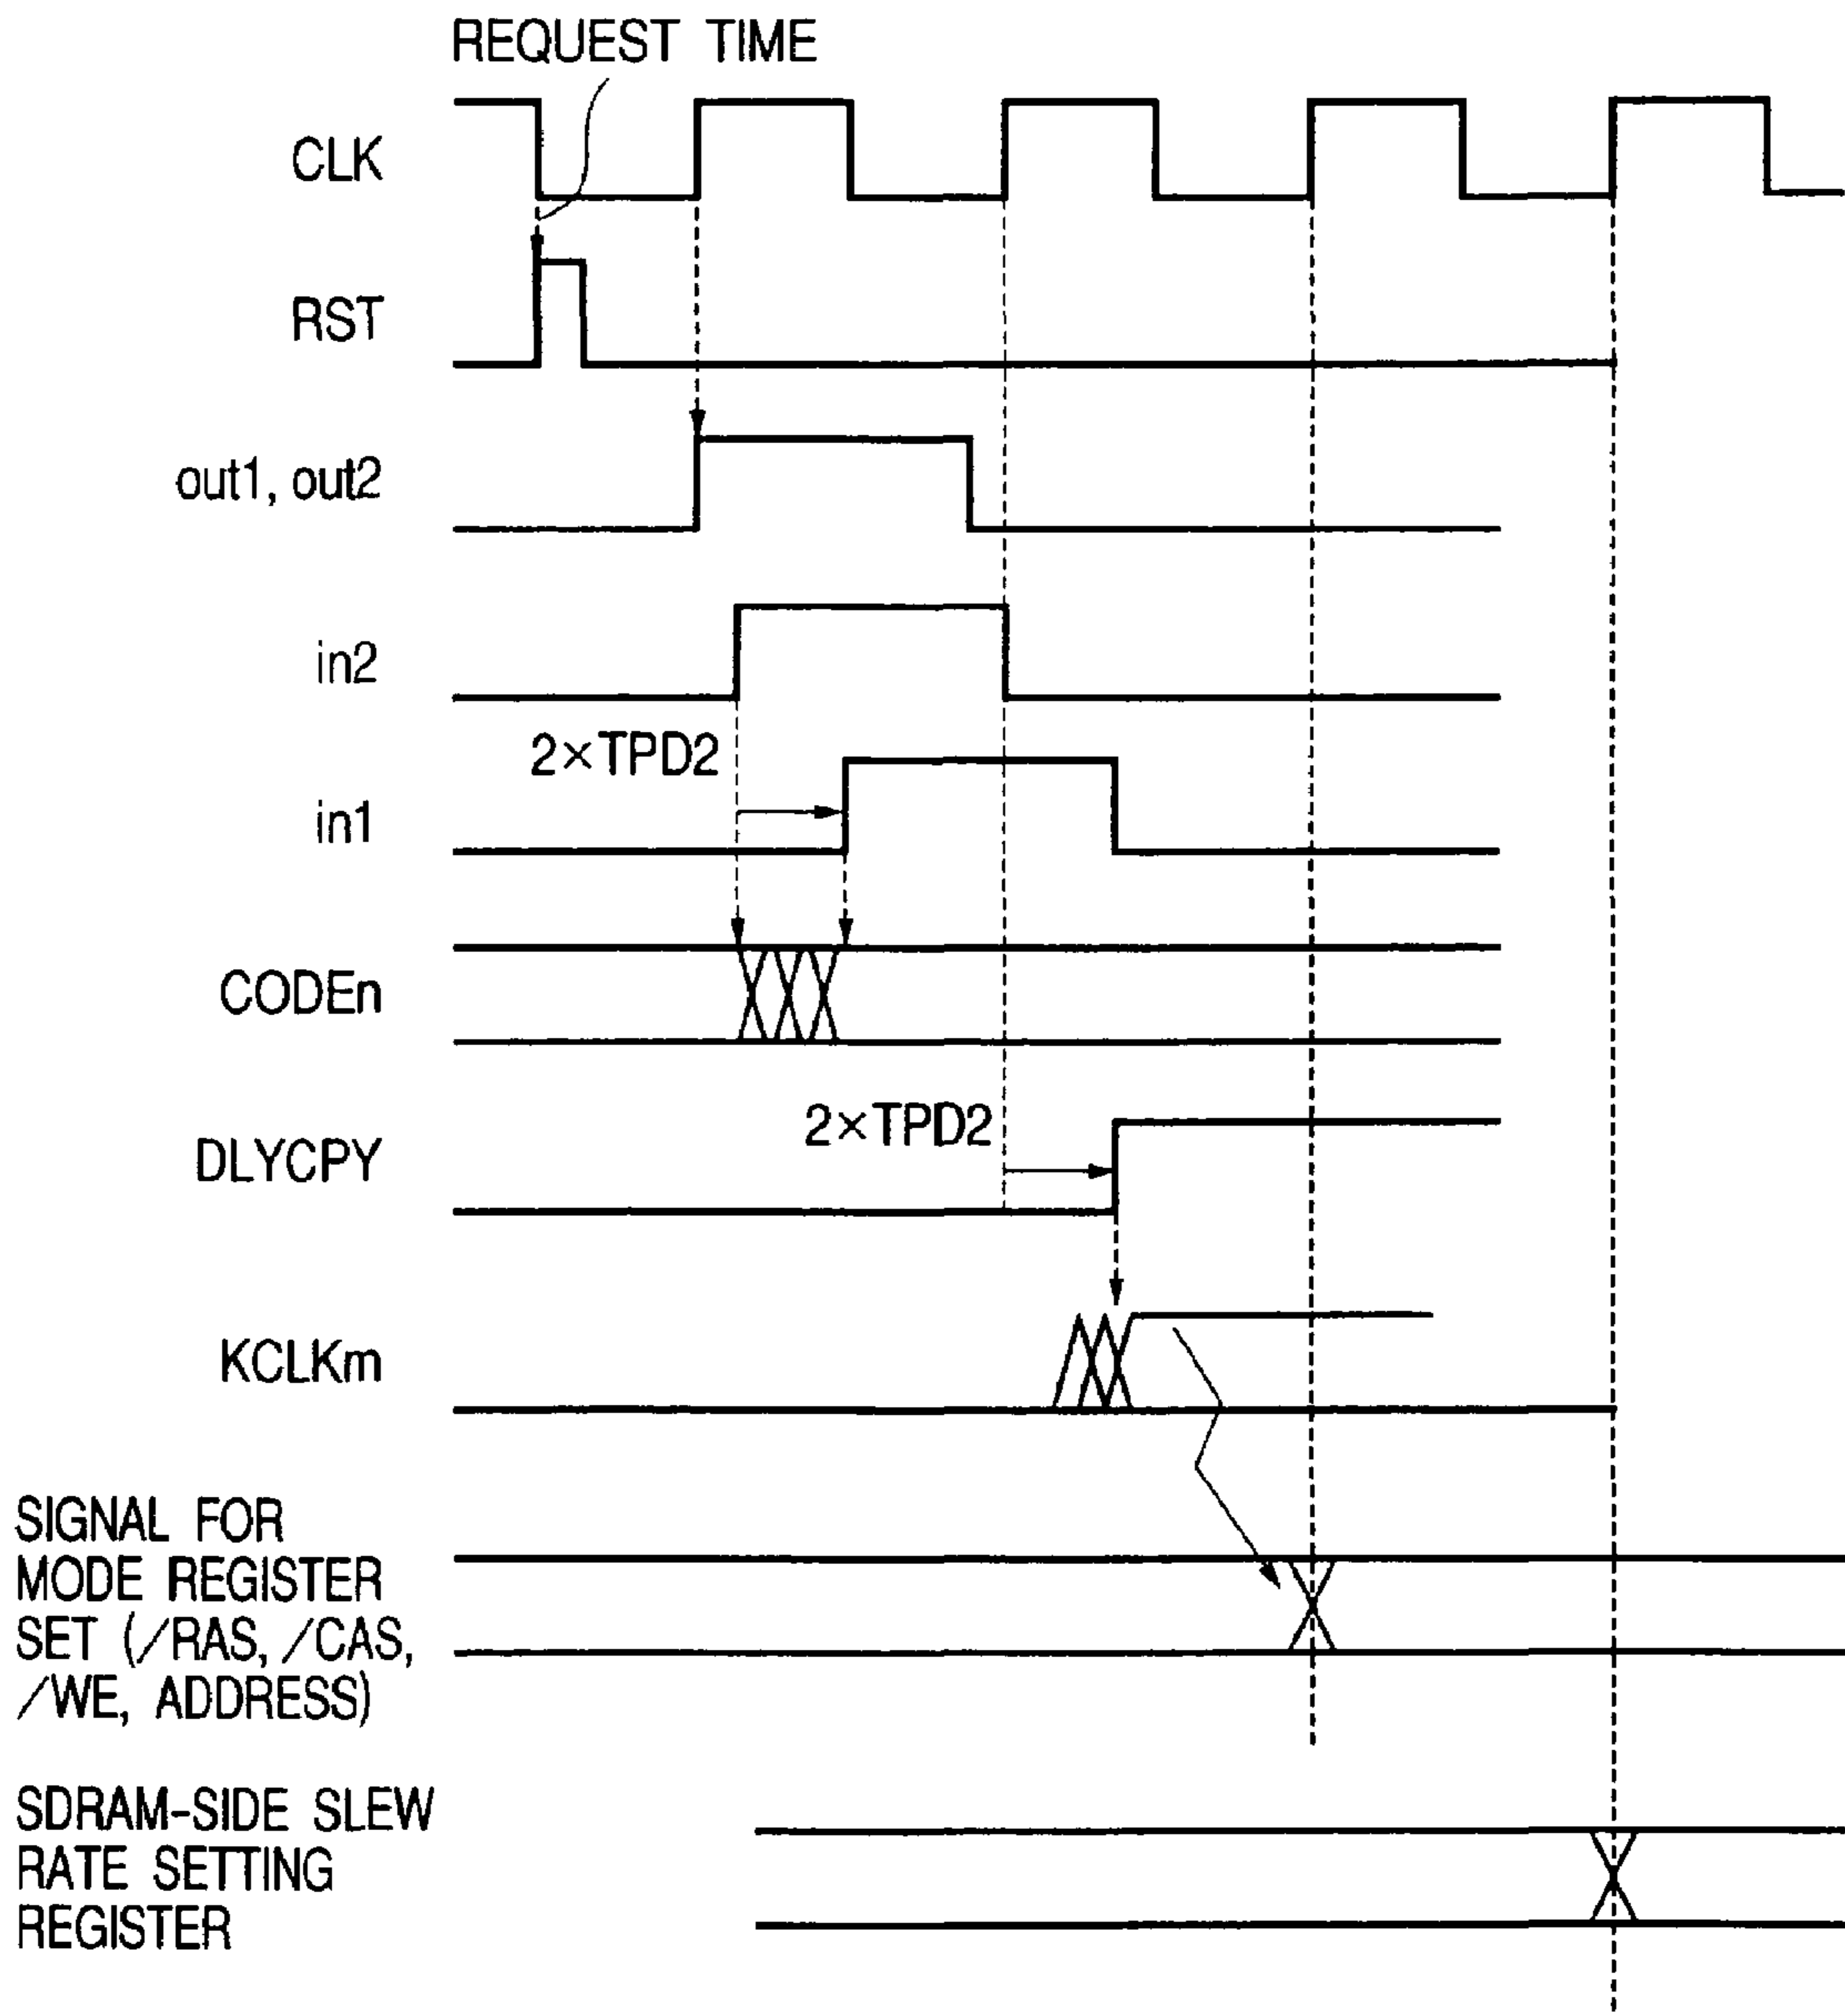 REQUEST TIME
CLK
RST
out1, out2
in2
2×TPD2
in1
CODEn
2×TPD2
DLYCPY
KCLKm
SIGNAL FOR
MODE REGISTER
SET (/RAS, /CAS,
/WE, ADDRESS)
SDRAM-SIDE SLEW
RATE SETTING
REGISTER